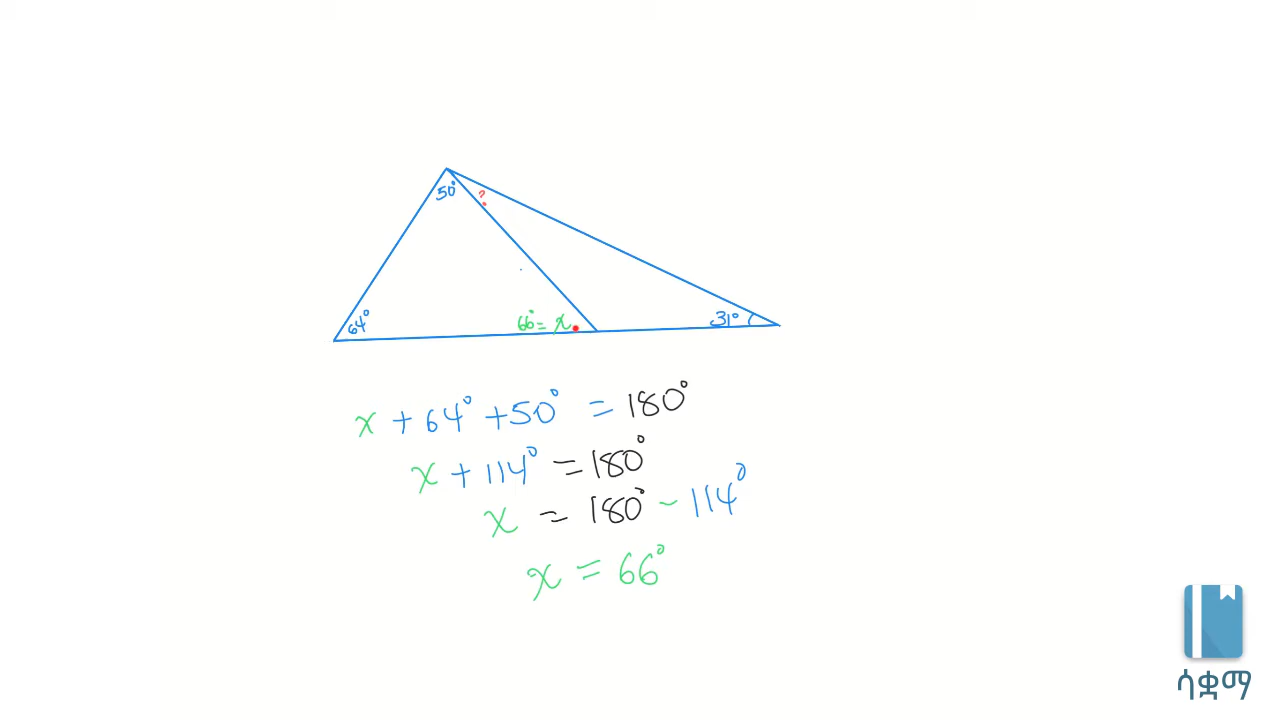 50°
?
64°
66° = x
31°
x + 64° + 50° = 180°
x + 114° = 180°
x = 180° - 114°
x = 66°
ሳቋማ